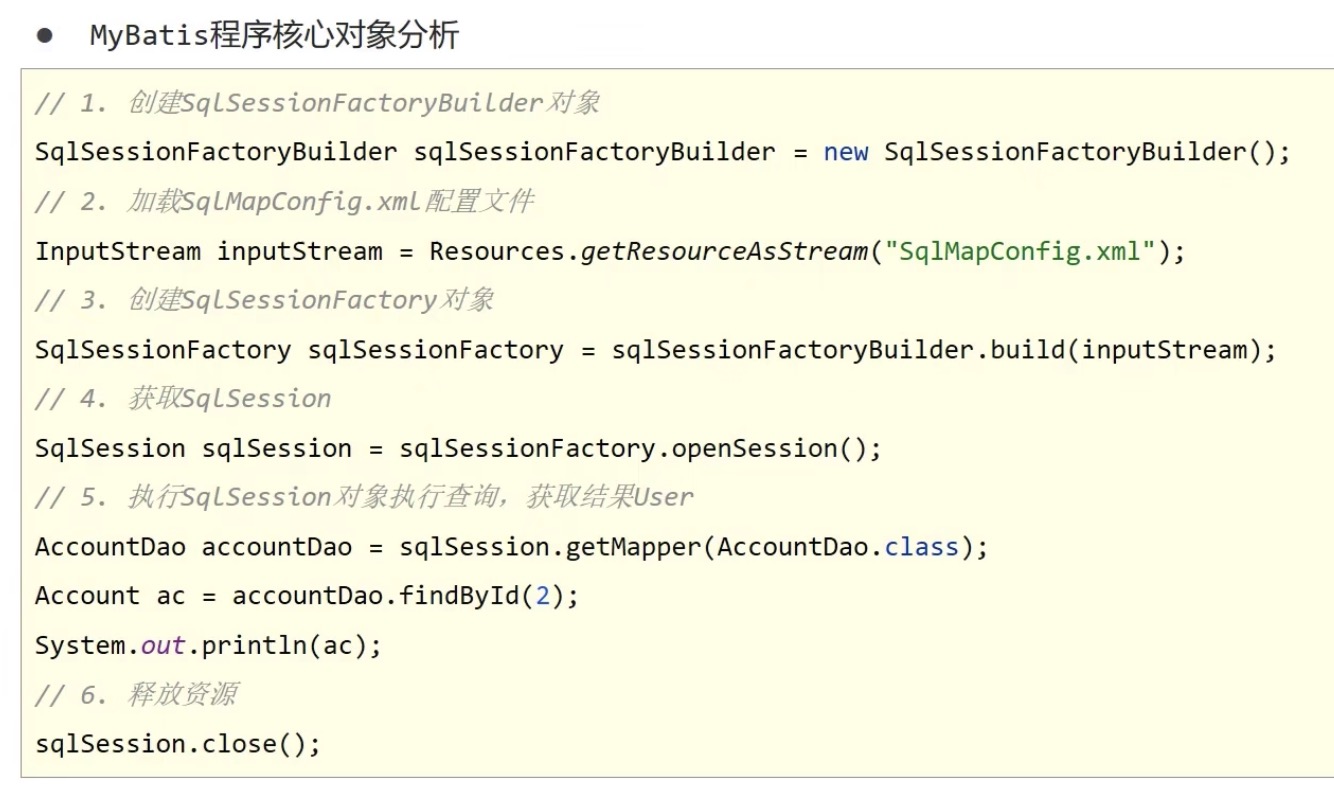 ● MyBatis程序核心对象分析
// 1. 创建SqlSessionFactoryBuilder对象
SqlSessionFactoryBuilder sqlSessionFactoryBuilder = new SqlSessionFactoryBuilder();
// 2. 加载SqlMapConfig.xml配置文件
InputStream inputStream = Resources.getResourceAsStream("SqlMapConfig.xml");
// 3. 创建SqlSessionFactory对象
SqlSessionFactory sqlSessionFactory = sqlSessionFactoryBuilder.build(inputStream);
// 4. 获取SqlSession
SqlSession sqlSession = sqlSessionFactory.openSession();
// 5. 执行SqlSession对象执行查询，获取结果User
AccountDao accountDao = sqlSession.getMapper(AccountDao.class);
Account ac = accountDao.findById(2);
System.out.println(ac);
// 6. 释放资源
sqlSession.close();